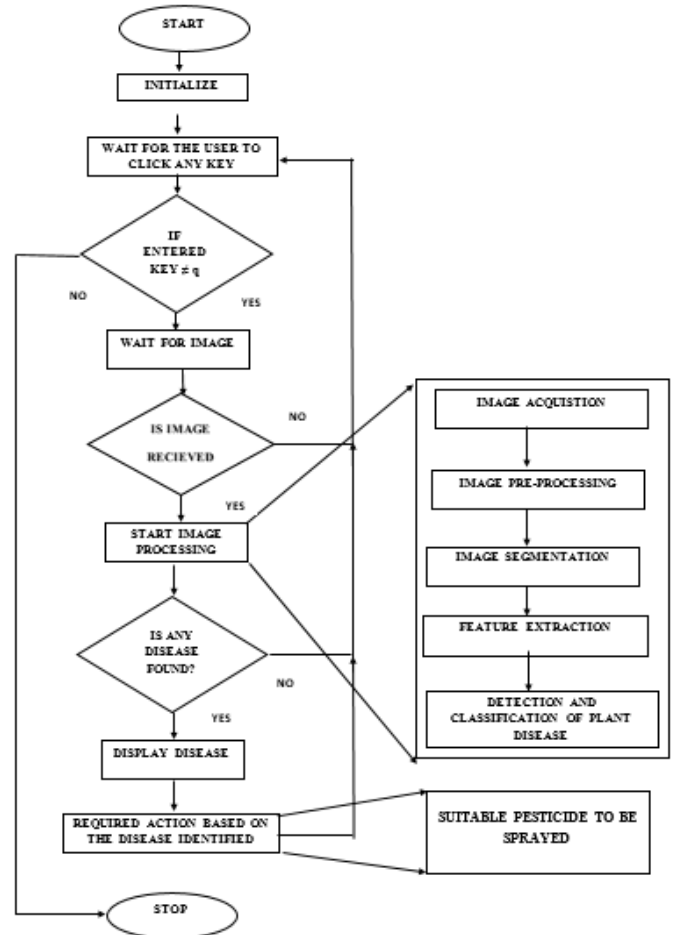 START
INITIALIZE
WAIT FOR THE USER TO
CLICK ANY KEY
IF
ENTERED
KEY ≠ q
NO
YES
WAIT FOR IMAGE
IS IMAGE
RECIEVED
NO
YES
START IMAGE
PROCESSING
IS ANY
DISEASE
FOUND?
NO
YES
DISPLAY DISEASE
REQUIRED ACTION BASED ON
THE DISEASE IDENTIFIED
STOP
IMAGE ACQUISTION
IMAGE PRE-PROCESSING
IMAGE SEGMENTATION
FEATURE EXTRACTION
DETECTION AND
CLASSIFICATION OF PLANT
DISEASE
SUITABLE PESTICIDE TO BE
SPRAYED